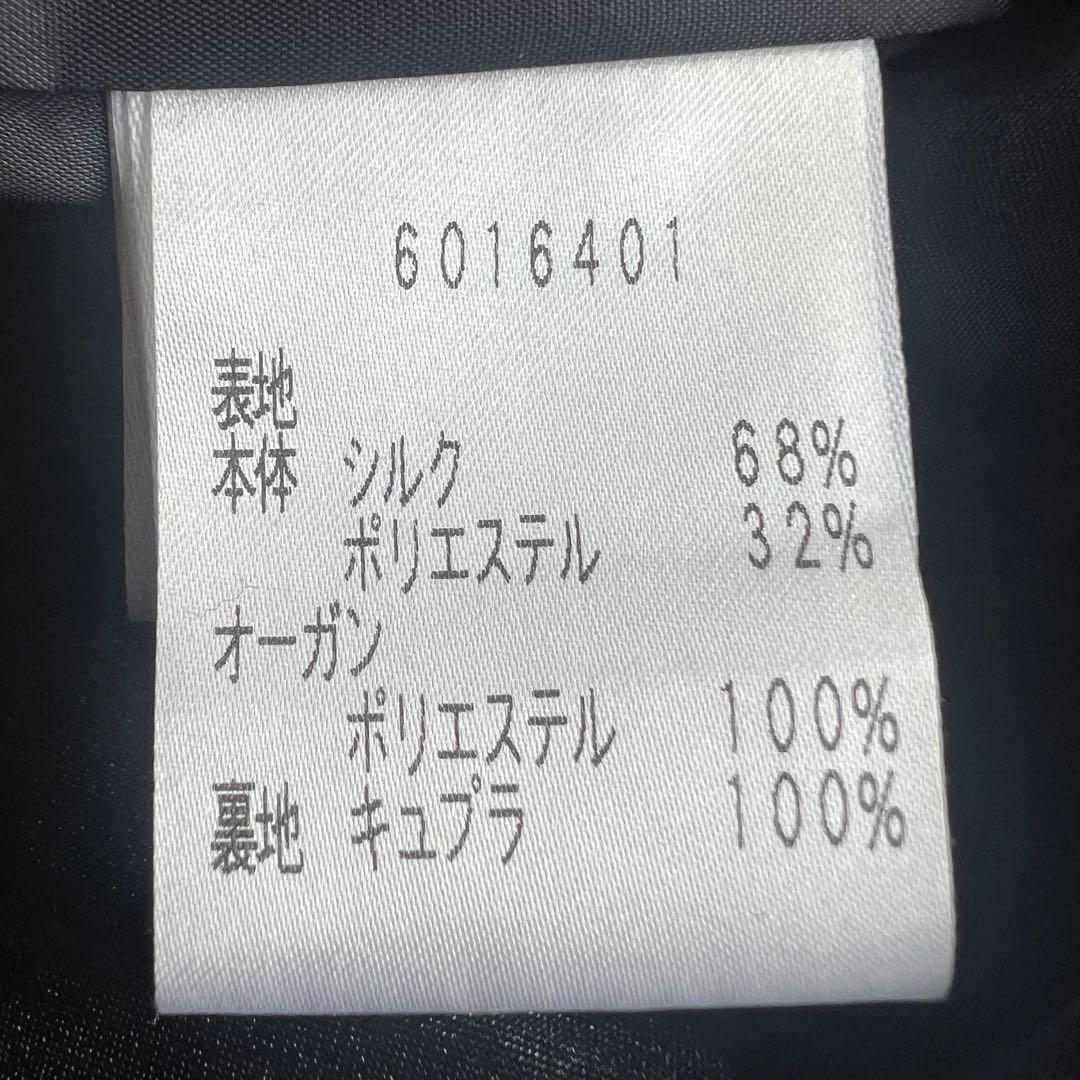 6016401
表地
本体 シルク 68%
ポリエステル 32%
オーガン
ポリエステル 100%
裏地 キュプラ 100%